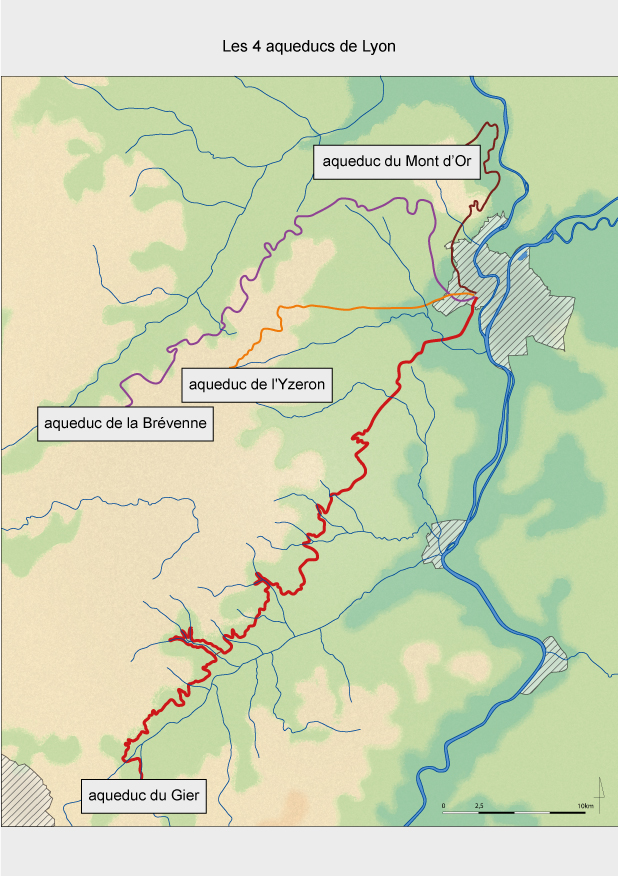 Les 4 aqueducs de Lyon
aqueduc du Mont d'Or
aqueduc de l'Yzeron
aqueduc de la Brévenne
aqueduc du Gier
0 2,5 10km